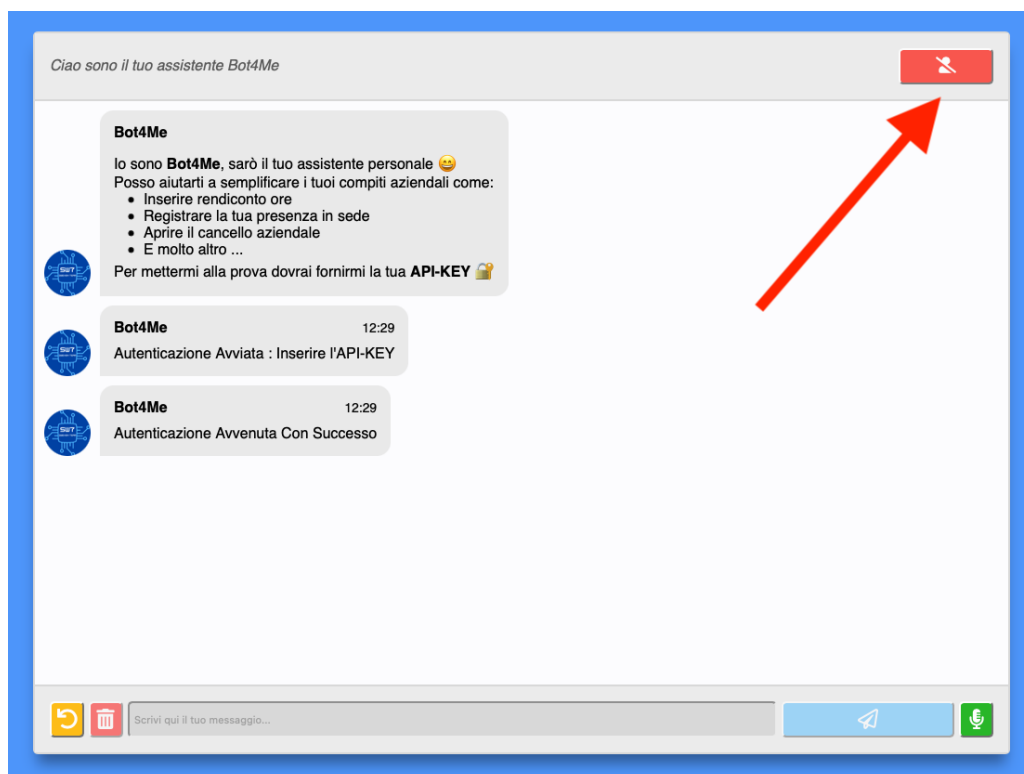 Ciao sono il tuo assistente Bot4Me
Bot4Me
Io sono Bot4Me, sarò il tuo assistente personale 😄
Posso aiutarti a semplificare i tuoi compiti aziendali come:
• Inserire rendiconto ore
• Registrare la tua presenza in sede
• Aprire il cancello aziendale
• E molto altro ...
Per mettermi alla prova dovrai fornirmi la tua API-KEY 🔐
Bot4Me 12:29
Autenticazione Avviata : Inserire l'API-KEY
Bot4Me 12:29
Autenticazione Avvenuta Con Successo
Scrivi qui il tuo messaggio...